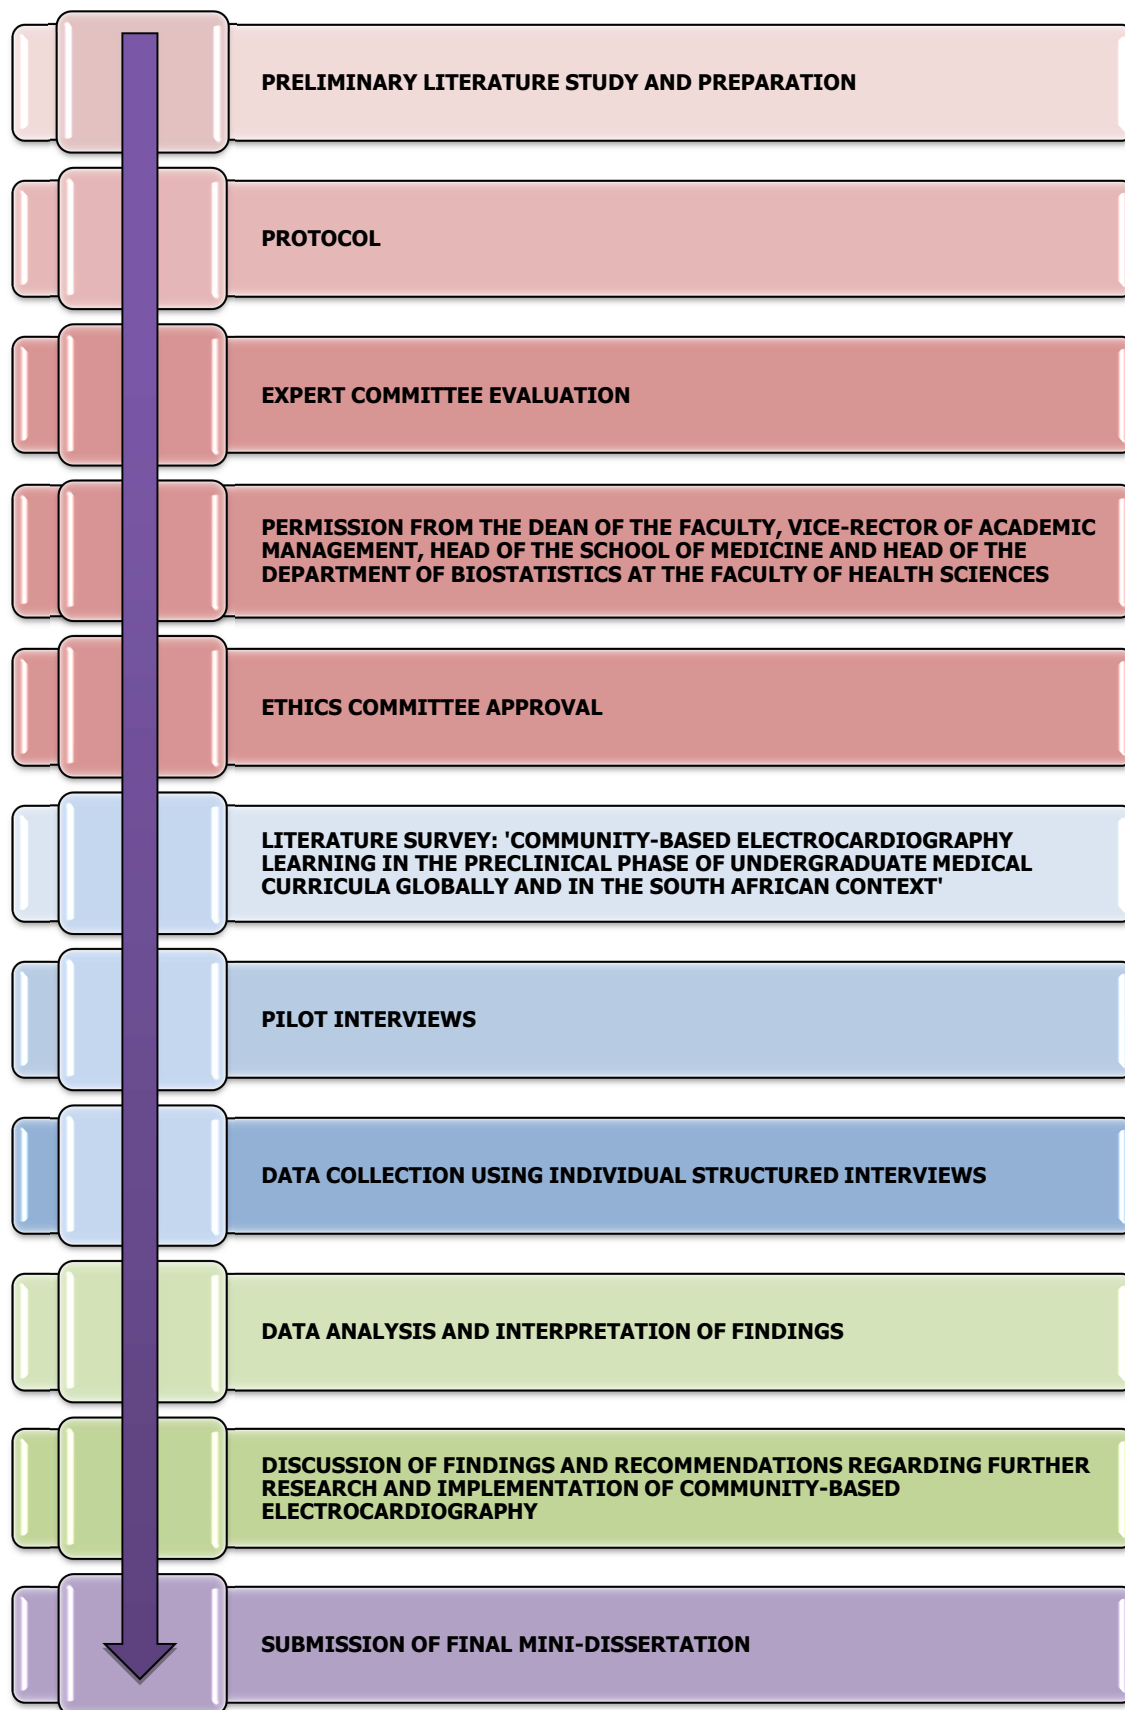 PRELIMINARY LITERATURE STUDY AND PREPARATION
PROTOCOL
EXPERT COMMITTEE EVALUATION
PERMISSION FROM THE DEAN OF THE FACULTY, VICE-RECTOR OF ACADEMIC
MANAGEMENT, HEAD OF THE SCHOOL OF MEDICINE AND HEAD OF THE
DEPARTMENT OF BIOSTATISTICS AT THE FACULTY OF HEALTH SCIENCES
ETHICS COMMITTEE APPROVAL
LITERATURE SURVEY: 'COMMUNITY-BASED ELECTROCARDIOGRAPHY
LEARNING IN THE PRECLINICAL PHASE OF UNDERGRADUATE MEDICAL
CURRICULA GLOBALLY AND IN THE SOUTH AFRICAN CONTEXT'
PILOT INTERVIEWS
DATA COLLECTION USING INDIVIDUAL STRUCTURED INTERVIEWS
DATA ANALYSIS AND INTERPRETATION OF FINDINGS
DISCUSSION OF FINDINGS AND RECOMMENDATIONS REGARDING FURTHER
RESEARCH AND IMPLEMENTATION OF COMMUNITY-BASED
ELECTROCARDIOGRAPHY
SUBMISSION OF FINAL MINI-DISSERTATION